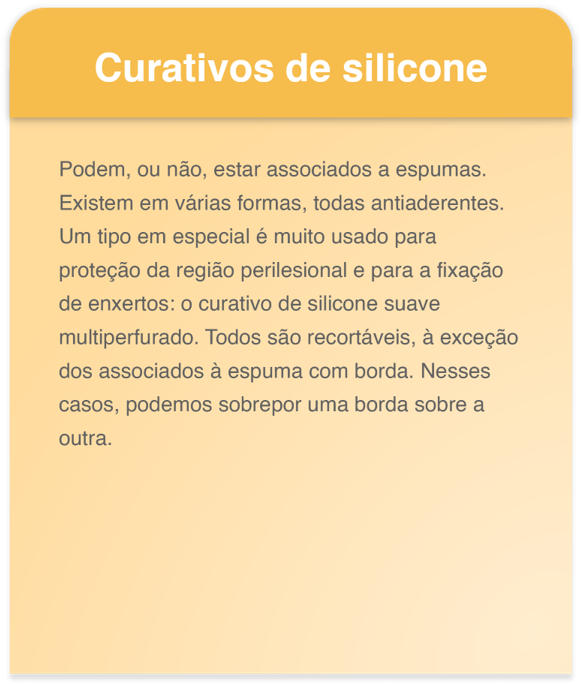 Curativos de silicone
Podem, ou não, estar associados a espumas.
Existem em várias formas, todas antiaderentes.
Um tipo em especial é muito usado para
proteção da região perilesional e para a fixação
de enxertos: o curativo de silicone suave
multiperfurado. Todos são recortáveis, à exceção
dos associados à espuma com borda. Nesses
casos, podemos sobrepor uma borda sobre a
outra.